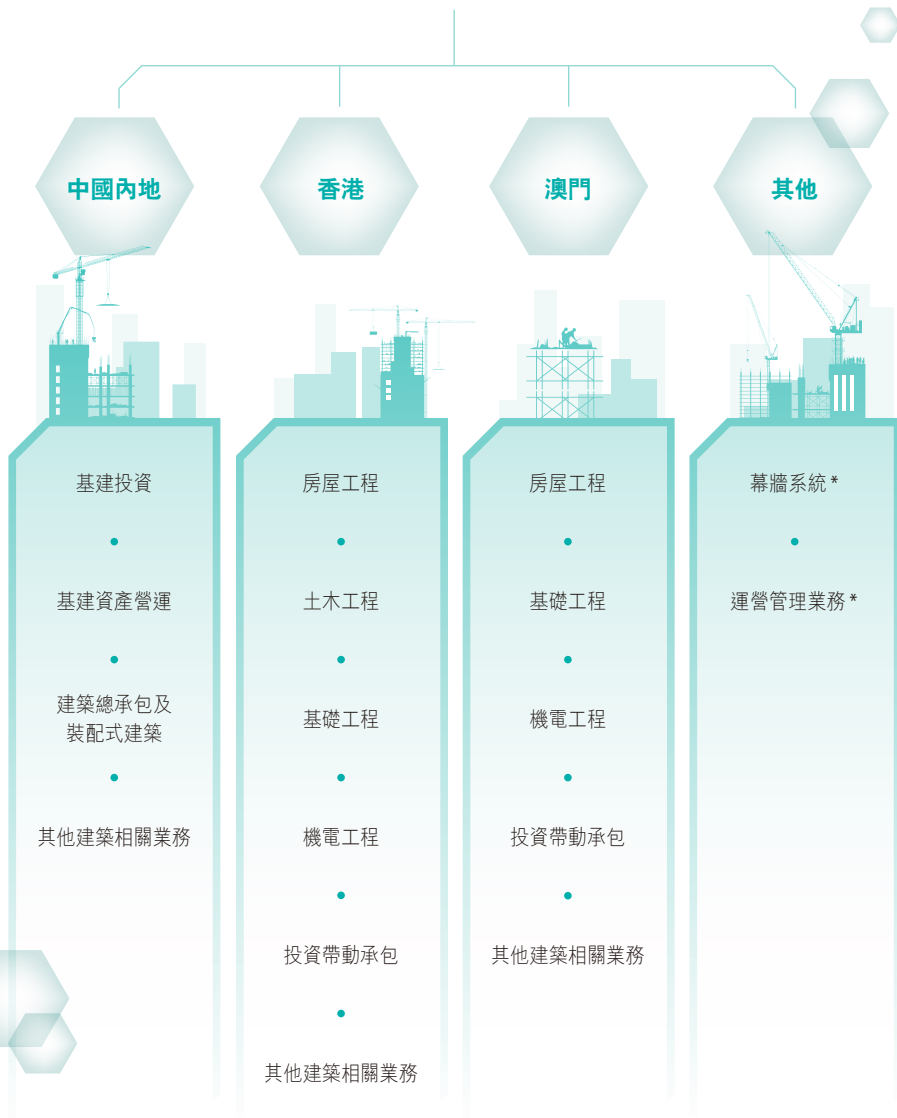 中國內地
香港
澳門
其他
基建投資
基建資產營運
建築總承包及
裝配式建築
其他建築相關業務
房屋工程
土木工程
基礎工程
機電工程
投資帶動承包
其他建築相關業務
房屋工程
基礎工程
機電工程
投資帶動承包
其他建築相關業務
幕牆系統*
運營管理業務*